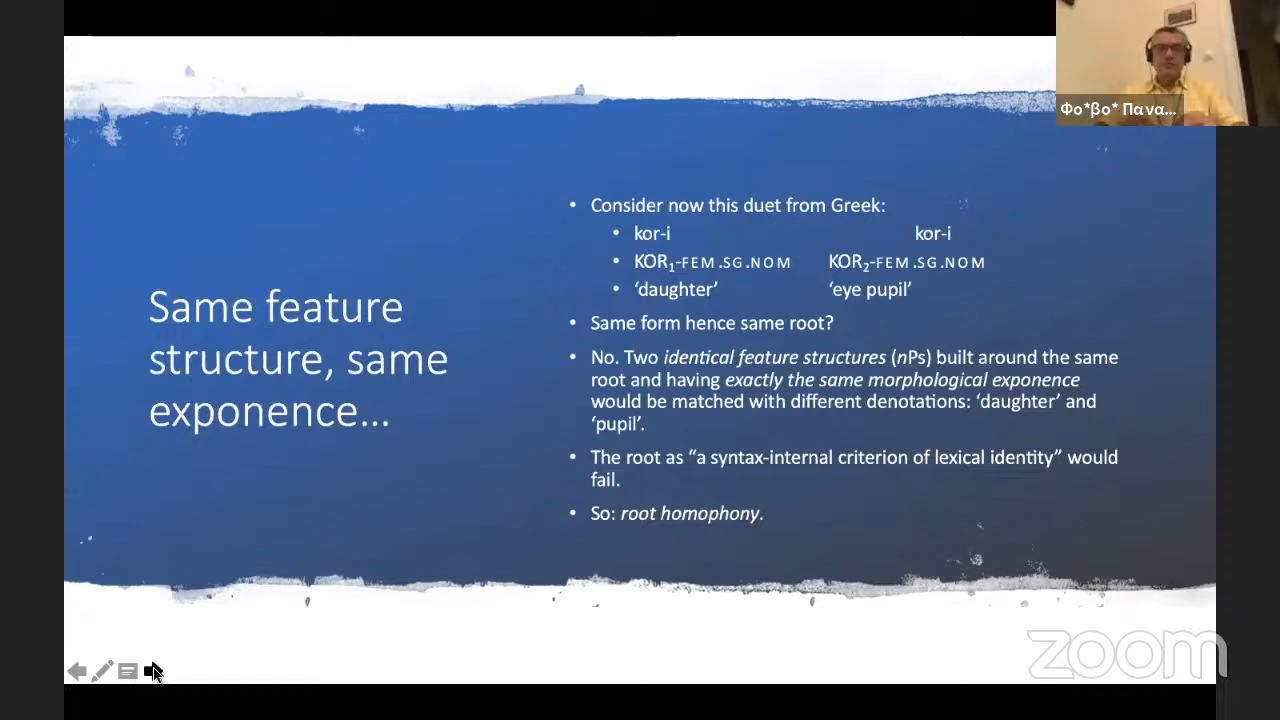 Φο*βο* Πανα...
Same feature
structure, same
exponence...
• Consider now this duet from Greek:
• kor-i kor-i
• KOR₁-FEM.SG.NOM KOR₂-FEM.SG.NOM
• ‘daughter’ ‘eye pupil’
• Same form hence same root?
• No. Two identical feature structures (nPs) built around the same
root and having exactly the same morphological exponence
would be matched with different denotations: ‘daughter’ and
‘pupil’.
• The root as “a syntax-internal criterion of lexical identity” would
fail.
• So: root homophony.
zoom